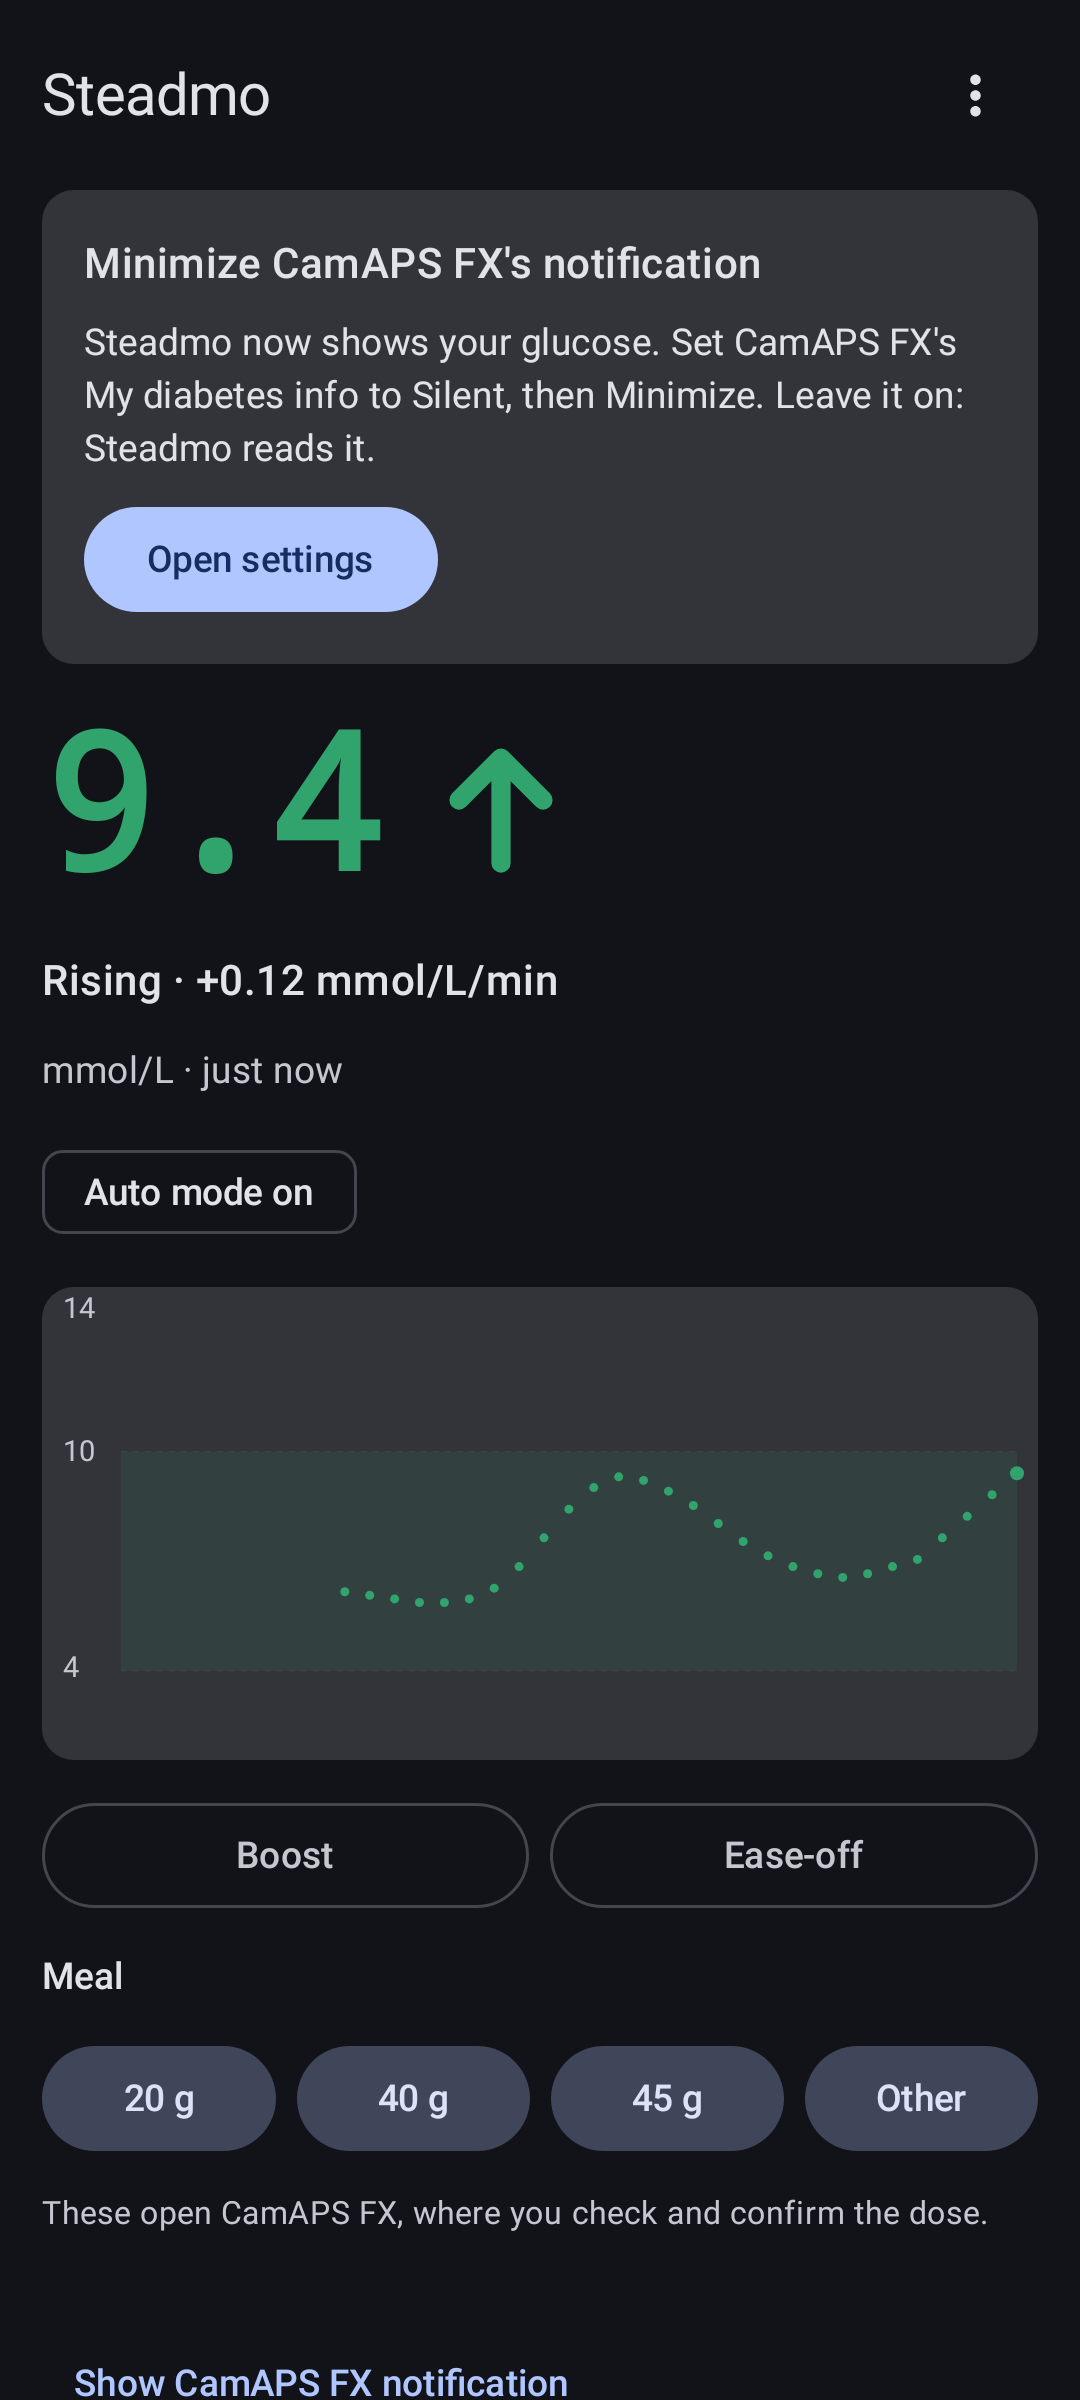 Steadmo
Minimize CamAPS FX's notification
Steadmo now shows your glucose. Set CamAPS FX's
My diabetes info to Silent, then Minimize. Leave it on:
Steadmo reads it.
Open settings
9.4
Rising · +0.12 mmol/L/min
mmol/L · just now
Auto mode on
14
10
4
Boost
Ease-off
Meal
20 g
40 g
45 g
Other
These open CamAPS FX, where you check and confirm the dose.
Show CamAPS FX notification